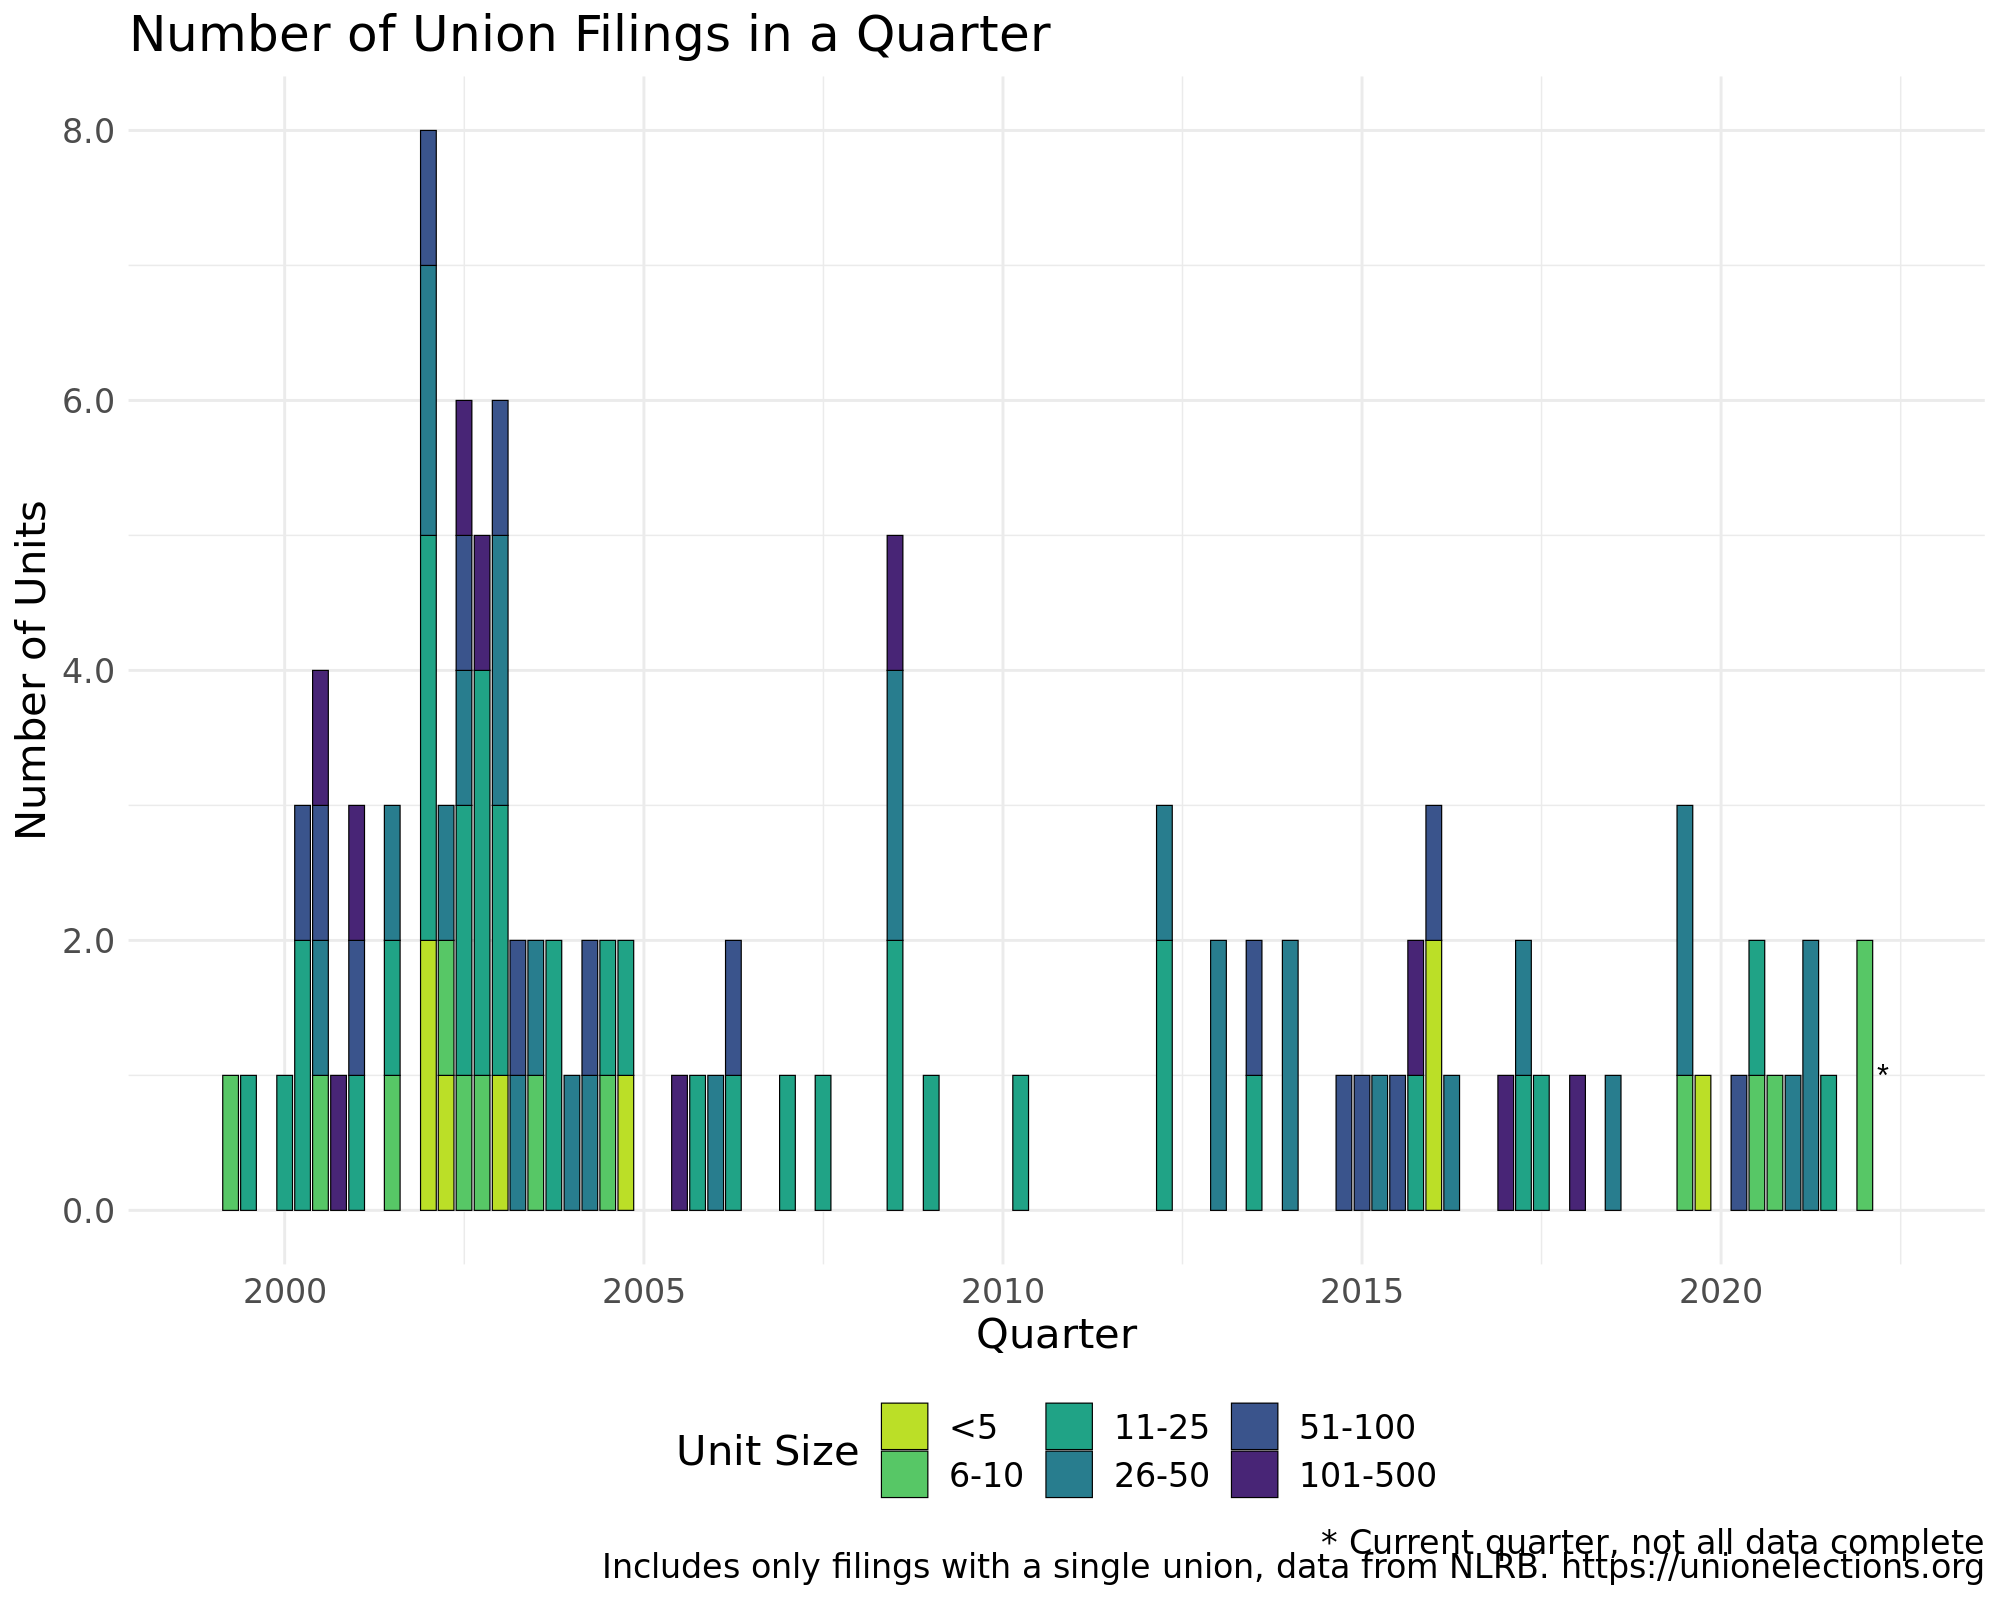 Number of Union Filings in a Quarter
Number of Units
8.0
6.0
4.0
2.0
0.0
*
2000 2005 2010 2015 2020
Quarter
Unit Size
<5 11-25 51-100
6-10 26-50 101-500
* Current quarter, not all data complete
Includes only filings with a single union, data from NLRB. https://unionelections.org